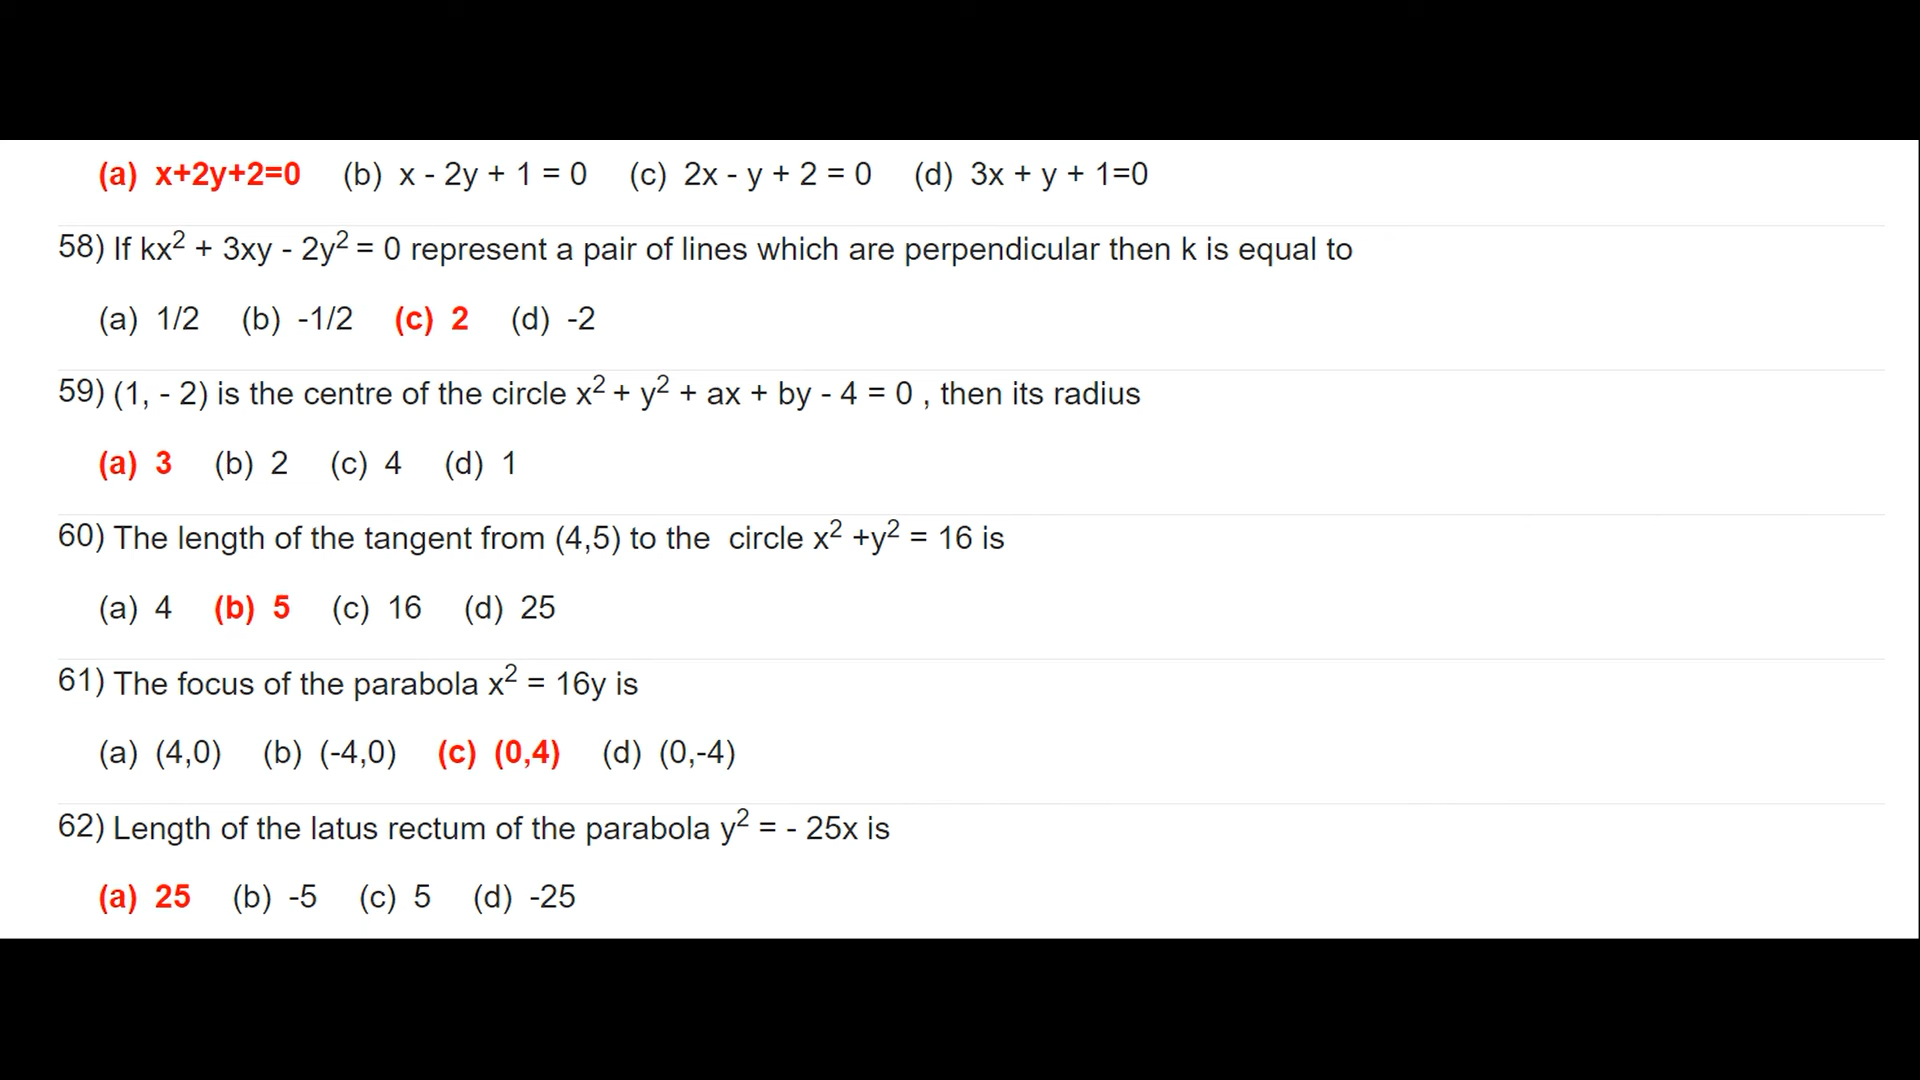 (a) x+2y+2=0 (b) x - 2y + 1 = 0 (c) 2x - y + 2 = 0 (d) 3x + y + 1=0
58) If kx² + 3xy - 2y² = 0 represent a pair of lines which are perpendicular then k is equal to
(a) 1/2 (b) -1/2 (c) 2 (d) -2
59) (1, - 2) is the centre of the circle x² + y² + ax + by - 4 = 0 , then its radius
(a) 3 (b) 2 (c) 4 (d) 1
60) The length of the tangent from (4,5) to the circle x² +y² = 16 is
(a) 4 (b) 5 (c) 16 (d) 25
61) The focus of the parabola x² = 16y is
(a) (4,0) (b) (-4,0) (c) (0,4) (d) (0,-4)
62) Length of the latus rectum of the parabola y² = - 25x is
(a) 25 (b) -5 (c) 5 (d) -25